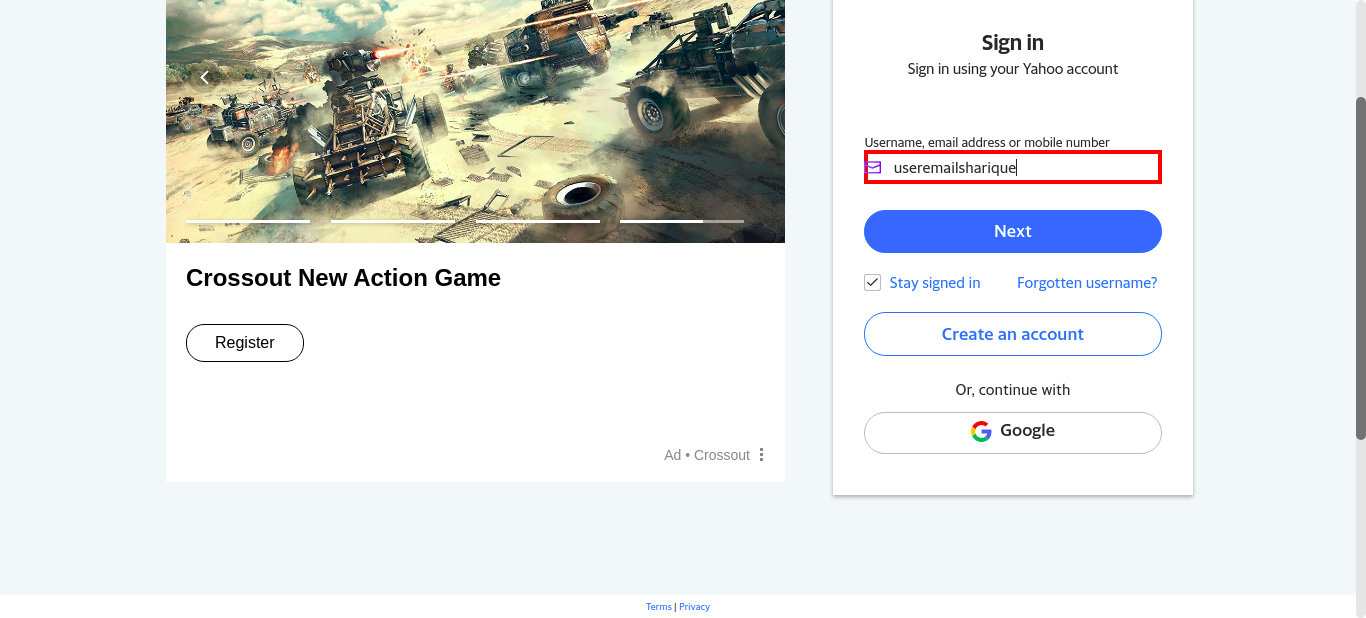 Crossout New Action Game
Register
Ad • Crossout
Sign in
Sign in using your Yahoo account
Username, email address or mobile number
useremailsharique
Next
Stay signed in
Forgotten username?
Create an account
Or, continue with
Google
Terms | Privacy